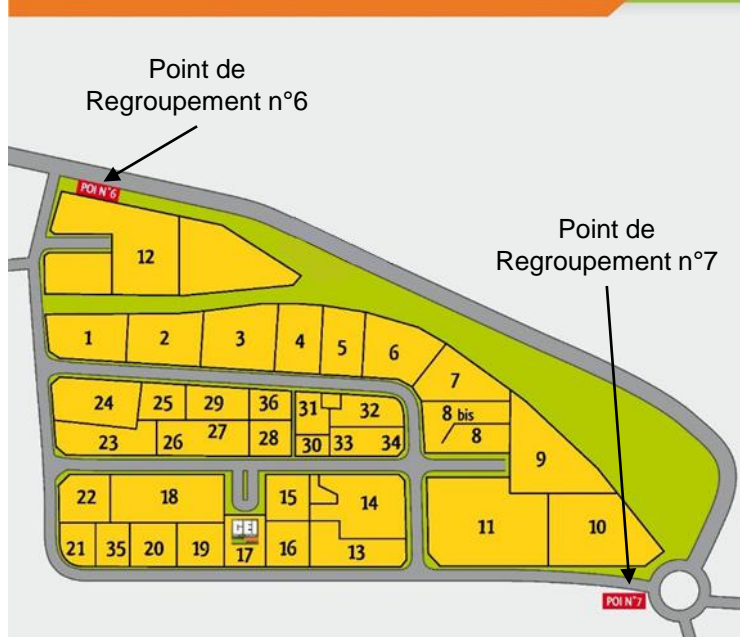 Point de
Regroupement n°6
POI N°6
Point de
Regroupement n°7
12
1 2 3 4 5 6
7
24 25 29 36 31 32
8 bis
8
23 26 27 28 30 33 34
9
22 18 15 14
11 10
GEI
21 35 20 19 17 16 13
POI N°7